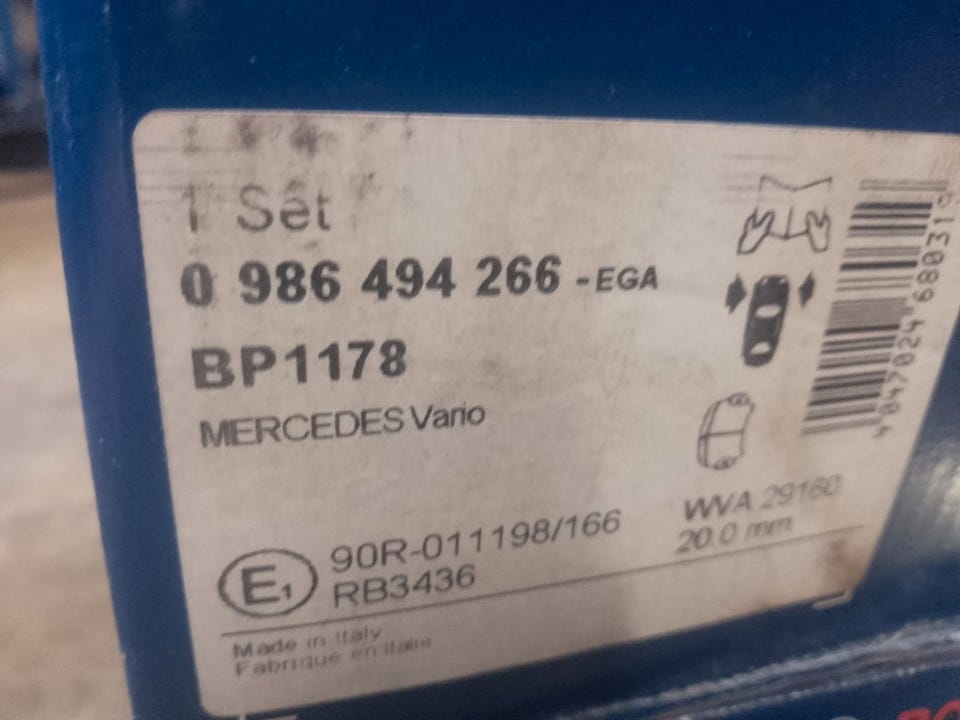 1 Set
0 986 494 266 -EGA
BP1178
MERCEDES Vario
4047024680319
WVA 29160
20.0 mm
E1
90R-011198/166
RB3436
Made in Italy
Fabriqué en Italie